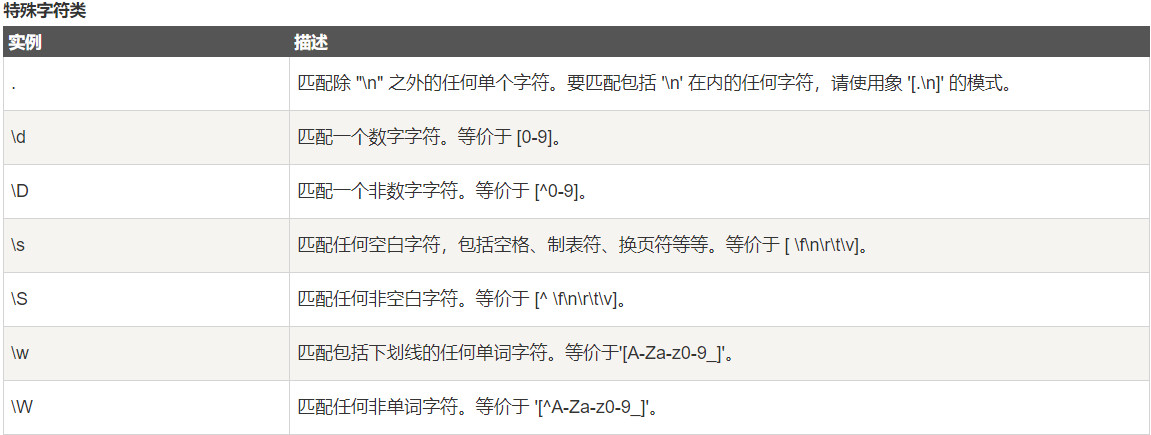 特殊字符类
实例 描述
. 匹配除 "\n" 之外的任何单个字符。要匹配包括 '\n' 在内的任何字符，请使用象 '[.\n]' 的模式。
\d 匹配一个数字字符。等价于 [0-9]。
\D 匹配一个非数字字符。等价于 [^0-9]。
\s 匹配任何空白字符，包括空格、制表符、换页符等等。等价于 [ \f\n\r\t\v]。
\S 匹配任何非空白字符。等价于 [^ \f\n\r\t\v]。
\w 匹配包括下划线的任何单词字符。等价于'[A-Za-z0-9_]'。
\W 匹配任何非单词字符。等价于 '[^A-Za-z0-9_]'。